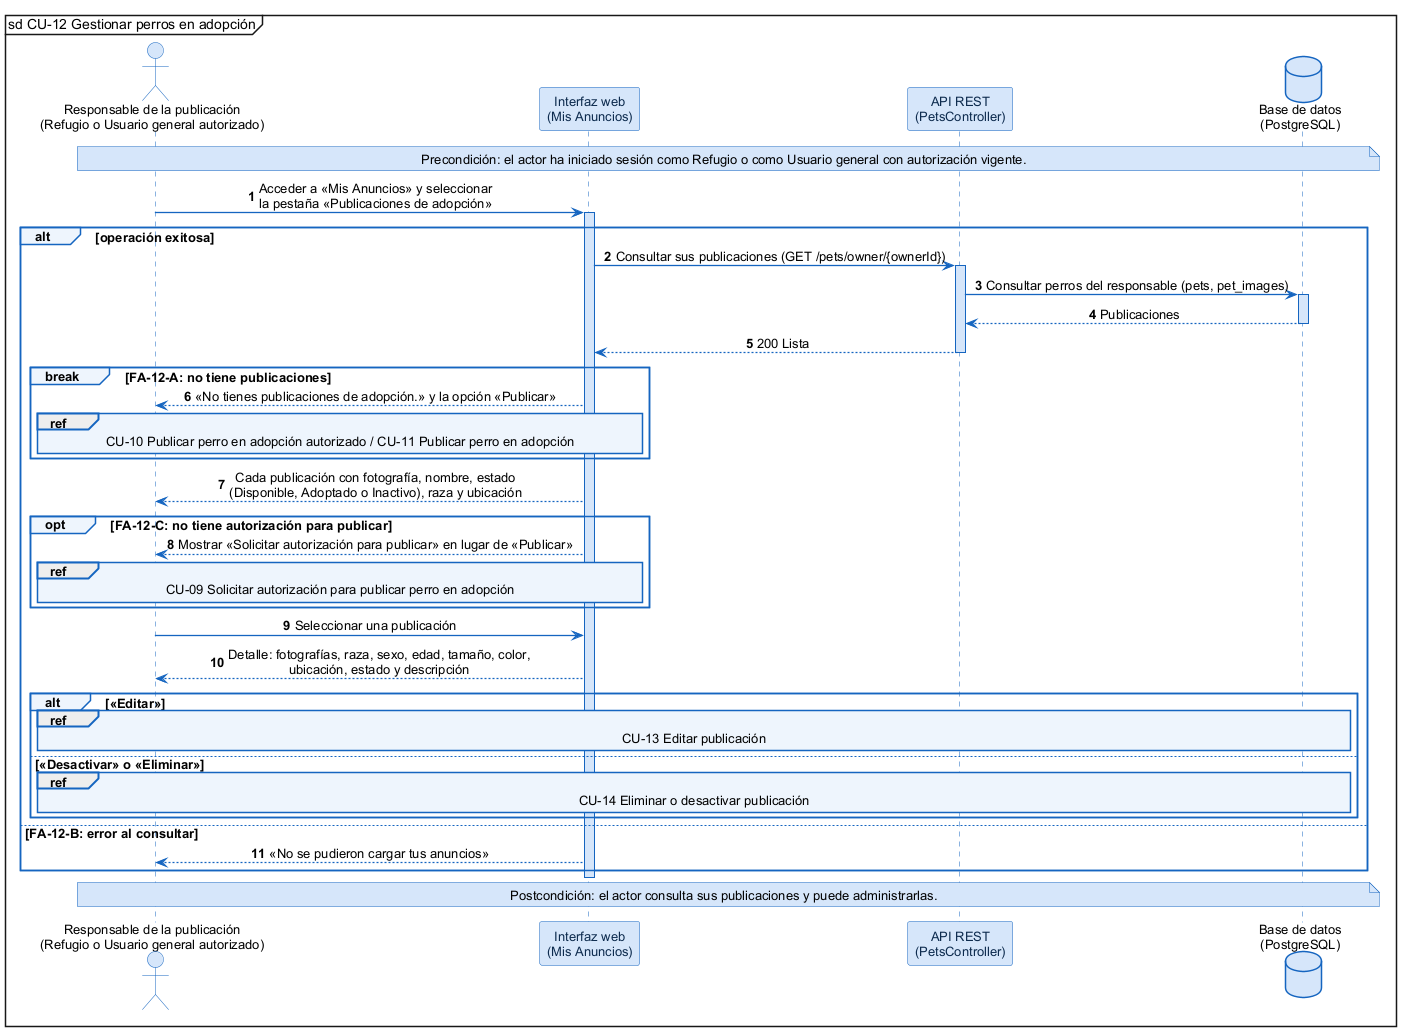 sd CU-12 Gestionar perros en adopción
Responsable de la publicación
(Refugio o Usuario general autorizado)
Interfaz web
(Mis Anuncios)
API REST
(PetsController)
Base de datos
(PostgreSQL)
Precondición: el actor ha iniciado sesión como Refugio o como Usuario general con autorización vigente.
1 Acceder a «Mis Anuncios» y seleccionar
la pestaña «Publicaciones de adopción»
alt [operación exitosa]
2 Consultar sus publicaciones (GET /pets/owner/{ownerId})
3 Consultar perros del responsable (pets, pet_images)
4 Publicaciones
5 200 Lista
break [FA-12-A: no tiene publicaciones]
6 «No tienes publicaciones de adopción.» y la opción «Publicar»
ref
CU-10 Publicar perro en adopción autorizado / CU-11 Publicar perro en adopción
7 Cada publicación con fotografía, nombre, estado
(Disponible, Adoptado o Inactivo), raza y ubicación
opt [FA-12-C: no tiene autorización para publicar]
8 Mostrar «Solicitar autorización para publicar» en lugar de «Publicar»
ref
CU-09 Solicitar autorización para publicar perro en adopción
9 Seleccionar una publicación
10 Detalle: fotografías, raza, sexo, edad, tamaño, color,
ubicación, estado y descripción
alt [«Editar»]
ref
CU-13 Editar publicación
[«Desactivar» o «Eliminar»]
ref
CU-14 Eliminar o desactivar publicación
[FA-12-B: error al consultar]
11 «No se pudieron cargar tus anuncios»
Postcondición: el actor consulta sus publicaciones y puede administrarlas.
Responsable de la publicación
(Refugio o Usuario general autorizado)
Interfaz web
(Mis Anuncios)
API REST
(PetsController)
Base de datos
(PostgreSQL)